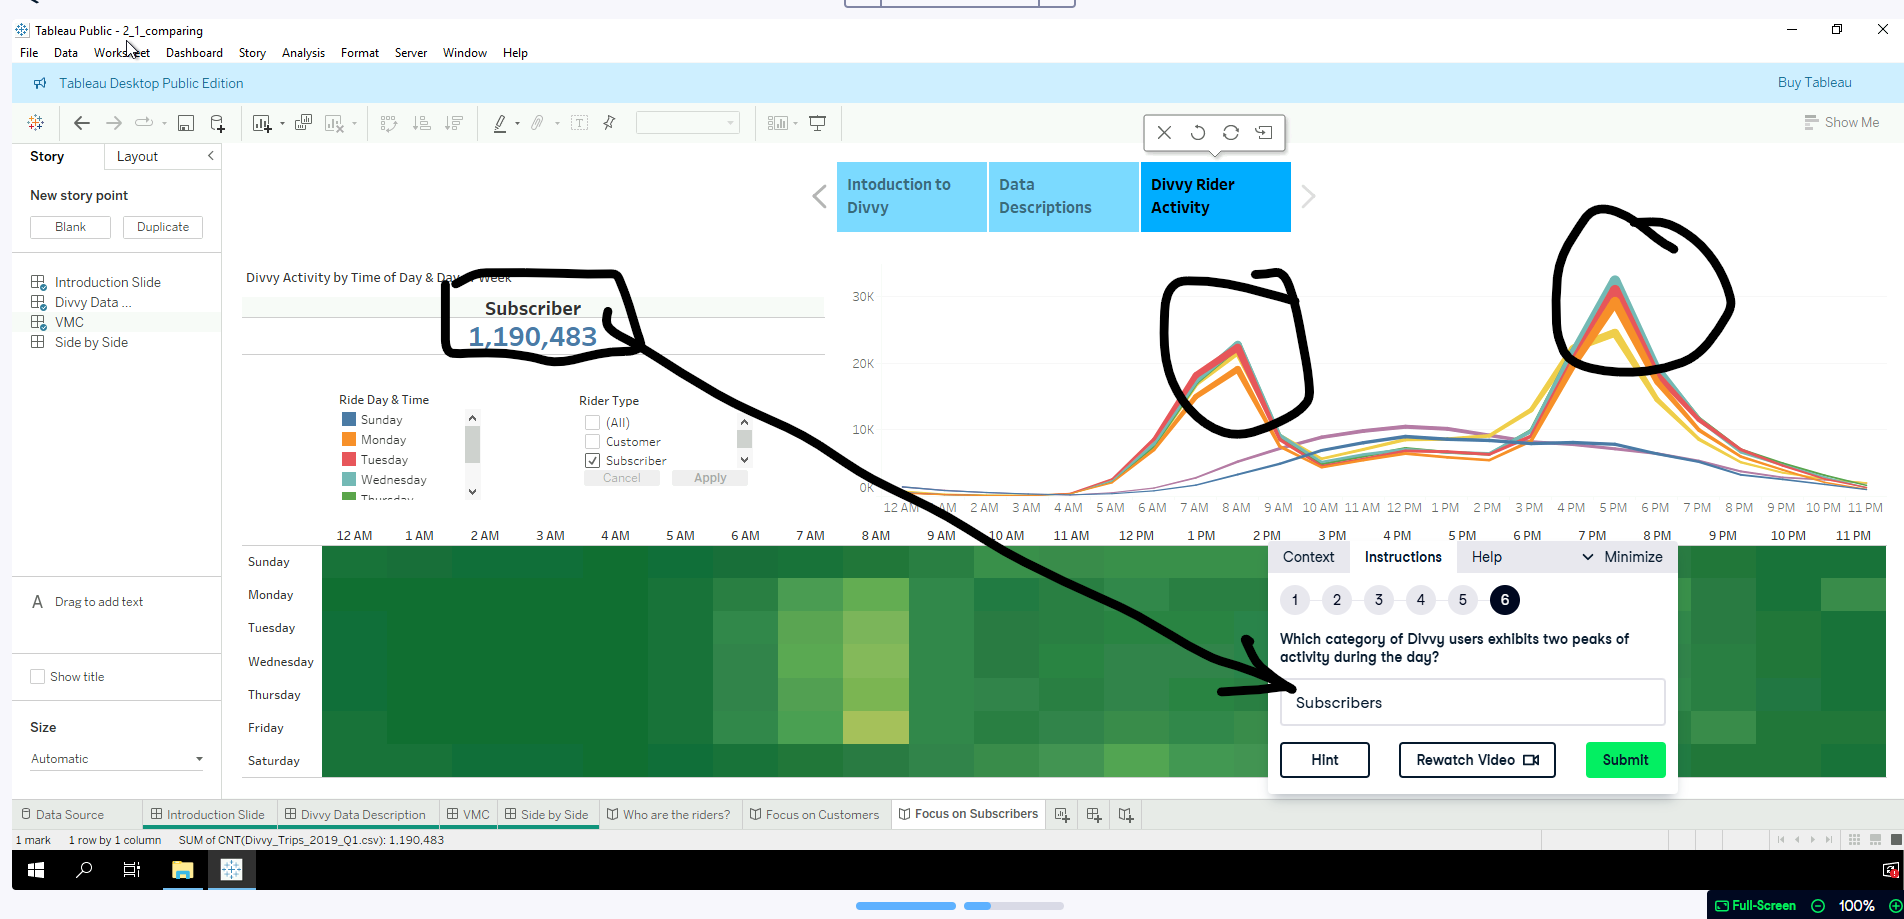 Tableau Public - 2_1_comparing
File Data Worksheet Dashboard Story Analysis Format Server Window Help
Tableau Desktop Public Edition Buy Tableau
Show Me
Story Layout
New story point
Blank Duplicate
Introduction Slide
Divvy Data ...
VMC
Side by Side
A Drag to add text
Show title
Size
Automatic
Intoduction to Divvy
Data Descriptions
Divvy Rider Activity
Divvy Activity by Time of Day & Day of Week
Subscriber
1,190,483
Ride Day & Time
Sunday
Monday
Tuesday
Wednesday
Thursday
Rider Type
(All)
Customer
Subscriber
Cancel Apply
30K
20K
10K
0K
12 AM AM 2 AM 3 AM 4 AM 5 AM 6 AM 7 AM 8 AM 9 AM 10 AM 11 AM 12 PM 1 PM 2 PM 3 PM 4 PM 5 PM 6 PM 7 PM 8 PM 9 PM 10 PM 11 PM
12 AM 1 AM 2 AM 3 AM 4 AM 5 AM 6 AM 7 AM 8 AM 9 AM 10 AM 11 AM 12 PM 1 PM 2 PM 3 PM 4 PM 5 PM 6 PM 7 PM 8 PM 9 PM 10 PM 11 PM
Sunday
Monday
Tuesday
Wednesday
Thursday
Friday
Saturday
Context Instructions Help Minimize
1 2 3 4 5 6
Which category of Divvy users exhibits two peaks of
activity during the day?
Subscribers
Hint Rewatch Video Submit
Data Source Introduction Slide Divvy Data Description VMC Side by Side Who are the riders? Focus on Customers Focus on Subscribers
1 mark 1 row by 1 column SUM of CNT(Divvy_Trips_2019_Q1.csv): 1,190,483
Full-Screen 100%